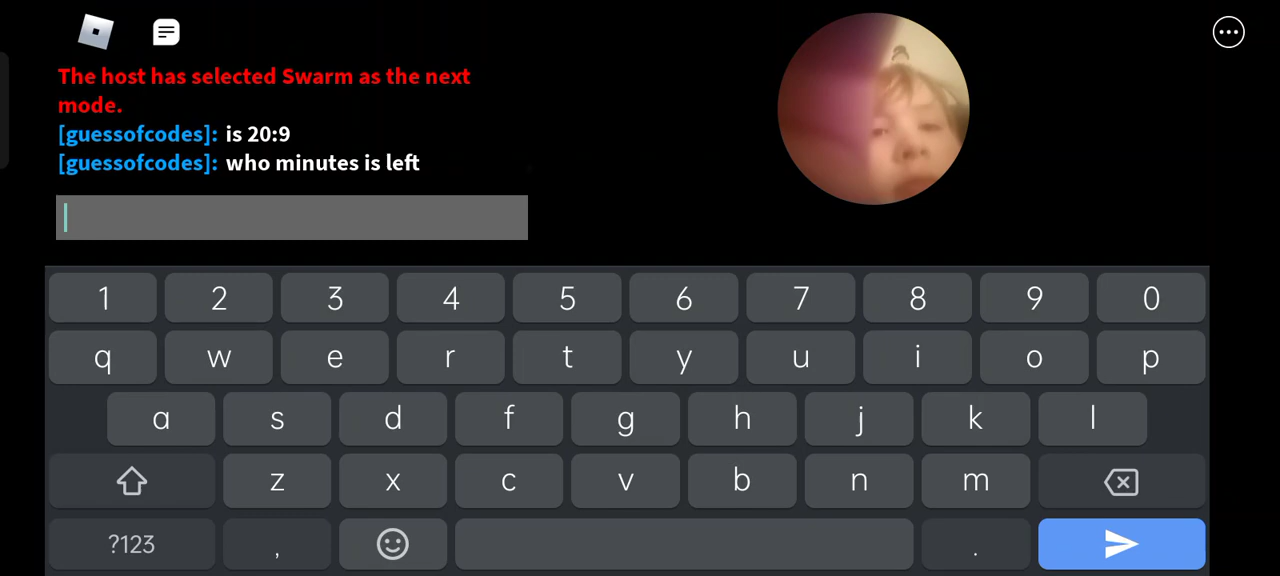 The host has selected Swarm as the next
mode.
[guessofcodes]: is 20:9
[guessofcodes]: who minutes is left
1 2 3 4 5 6 7 8 9 0
q w e r t y u i o p
a s d f g h j k l
z x c v b n m
?123 , .